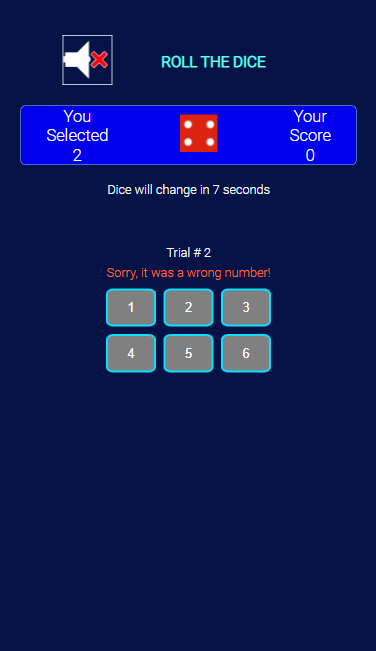 ROLL THE DICE
You
Selected
2
Your
Score
0
Dice will change in 7 seconds
Trial # 2
Sorry, it was a wrong number!
1 2 3
4 5 6